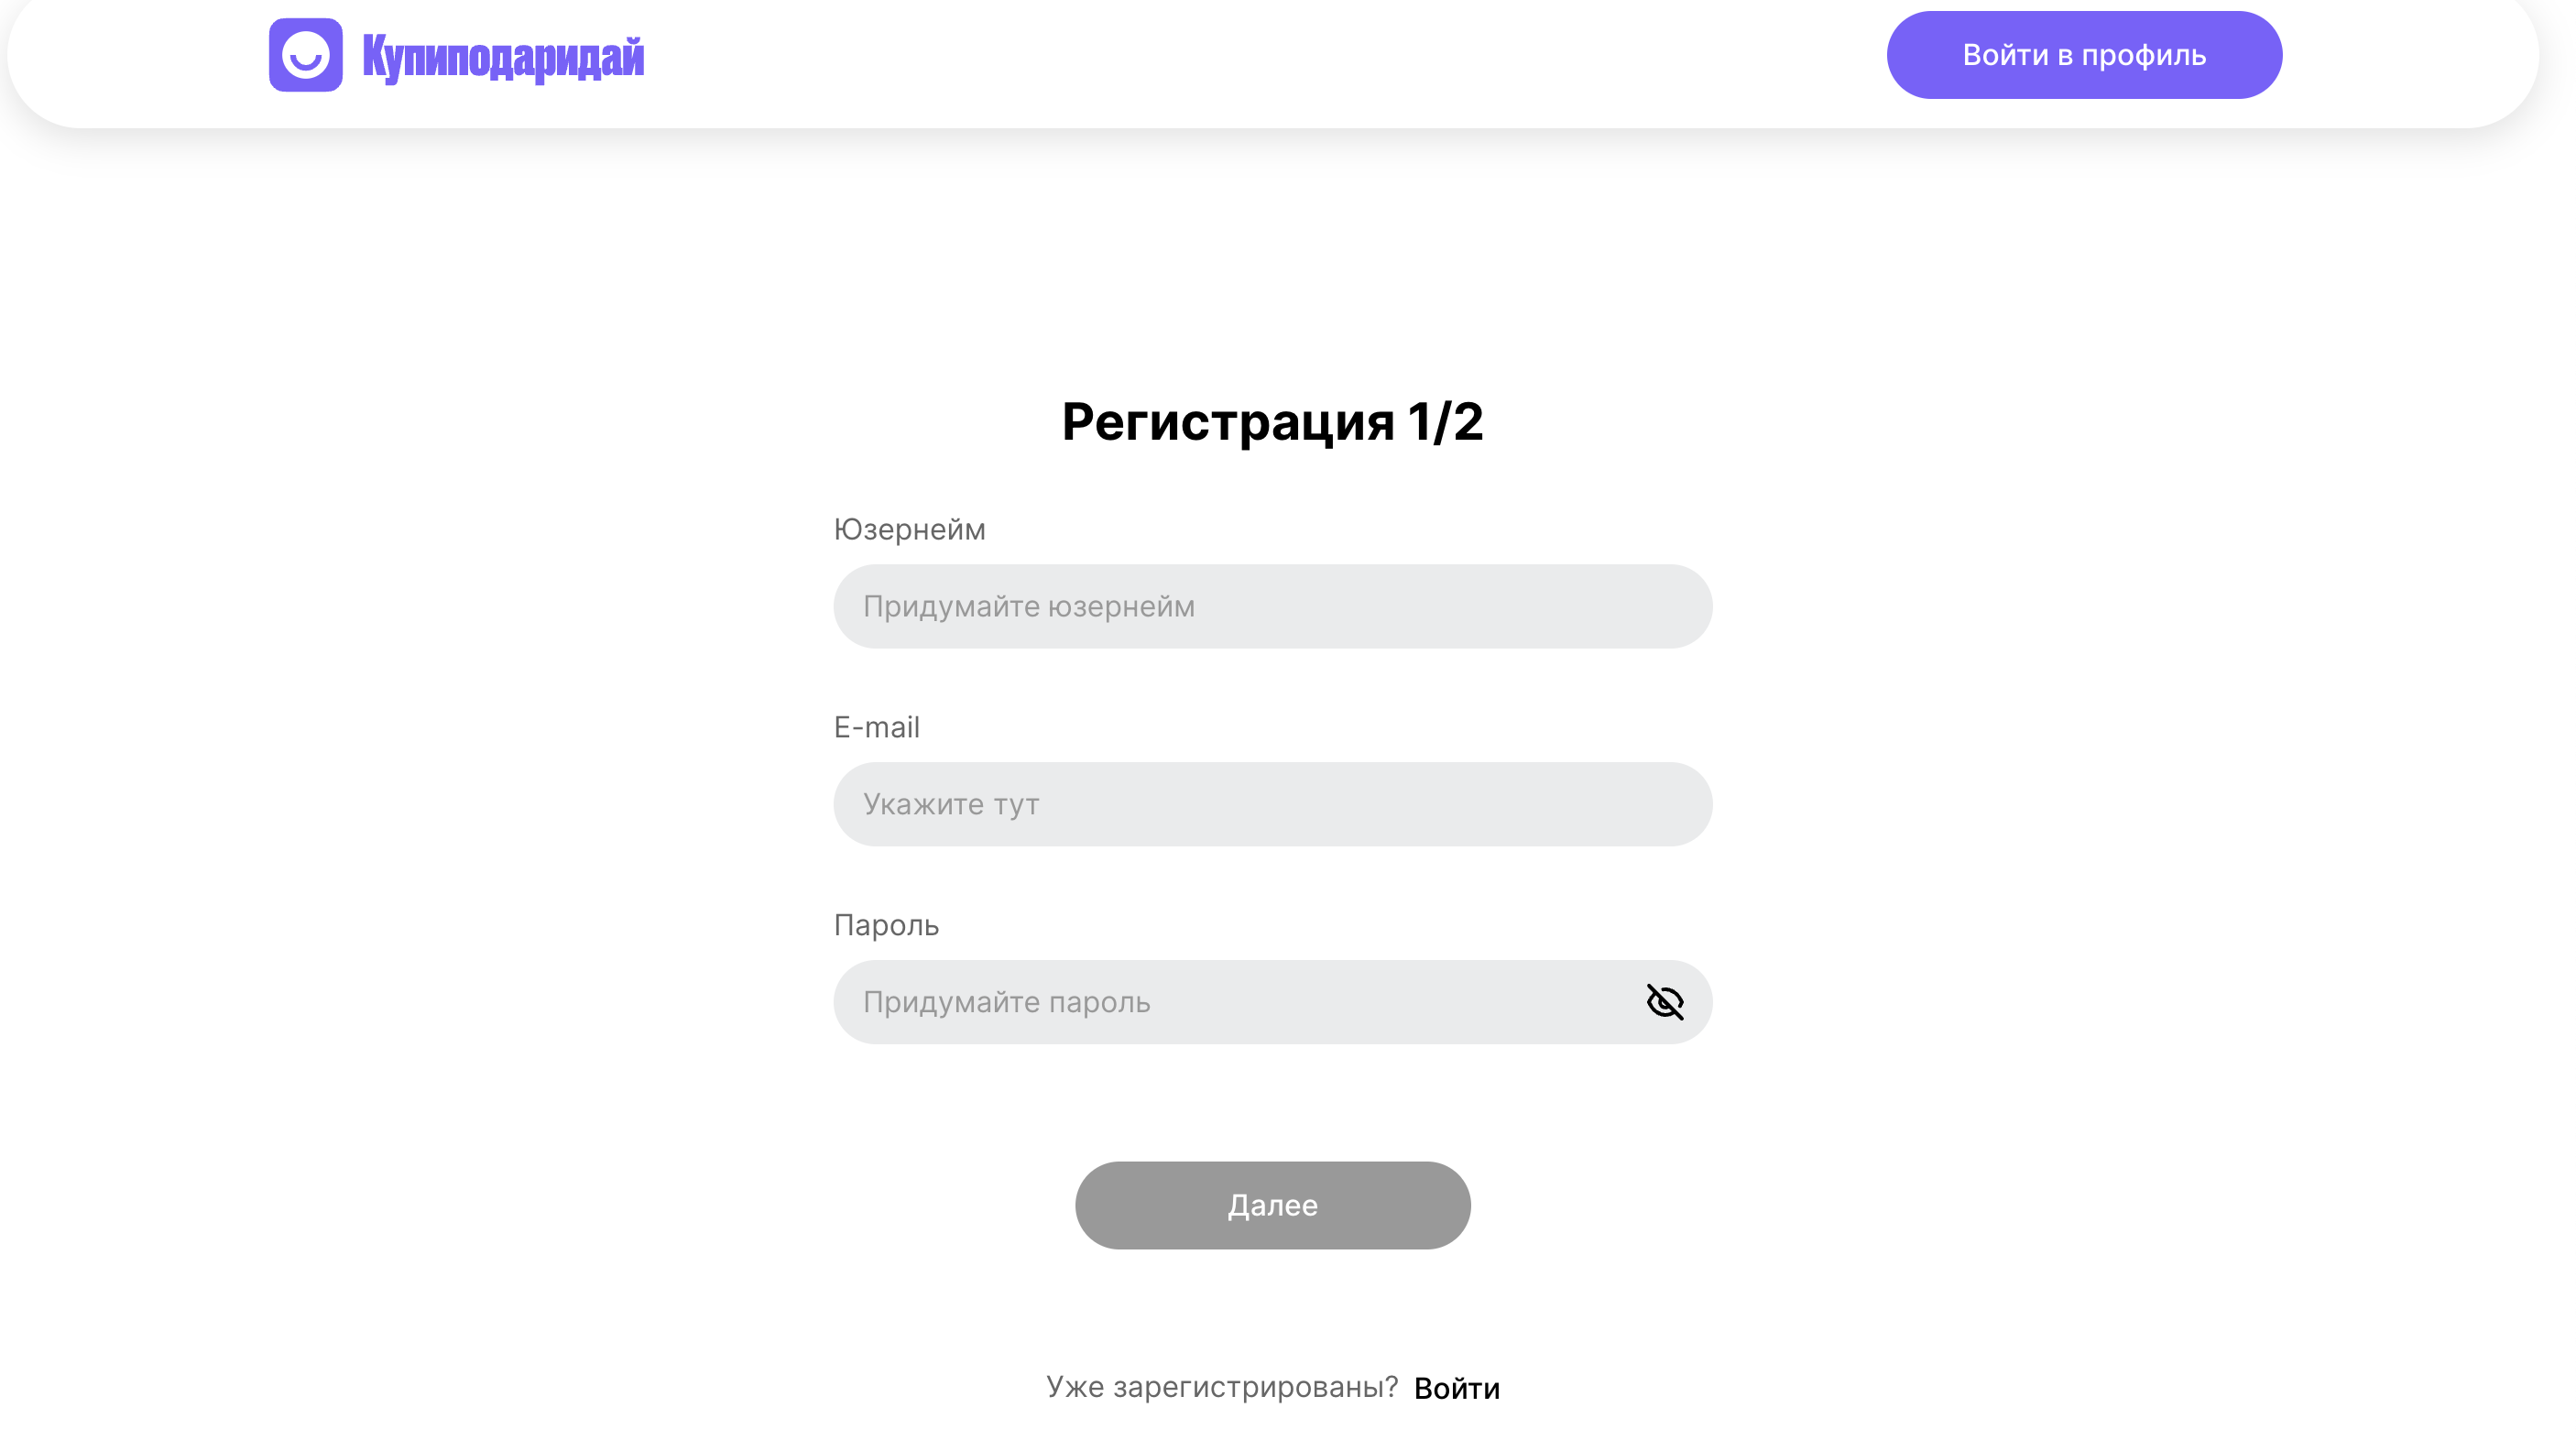 Купиподаридай
Войти в профиль
Регистрация 1/2
Юзернейм
Придумайте юзернейм
E-mail
Укажите тут
Пароль
Придумайте пароль
Далее
Уже зарегистрированы? Войти